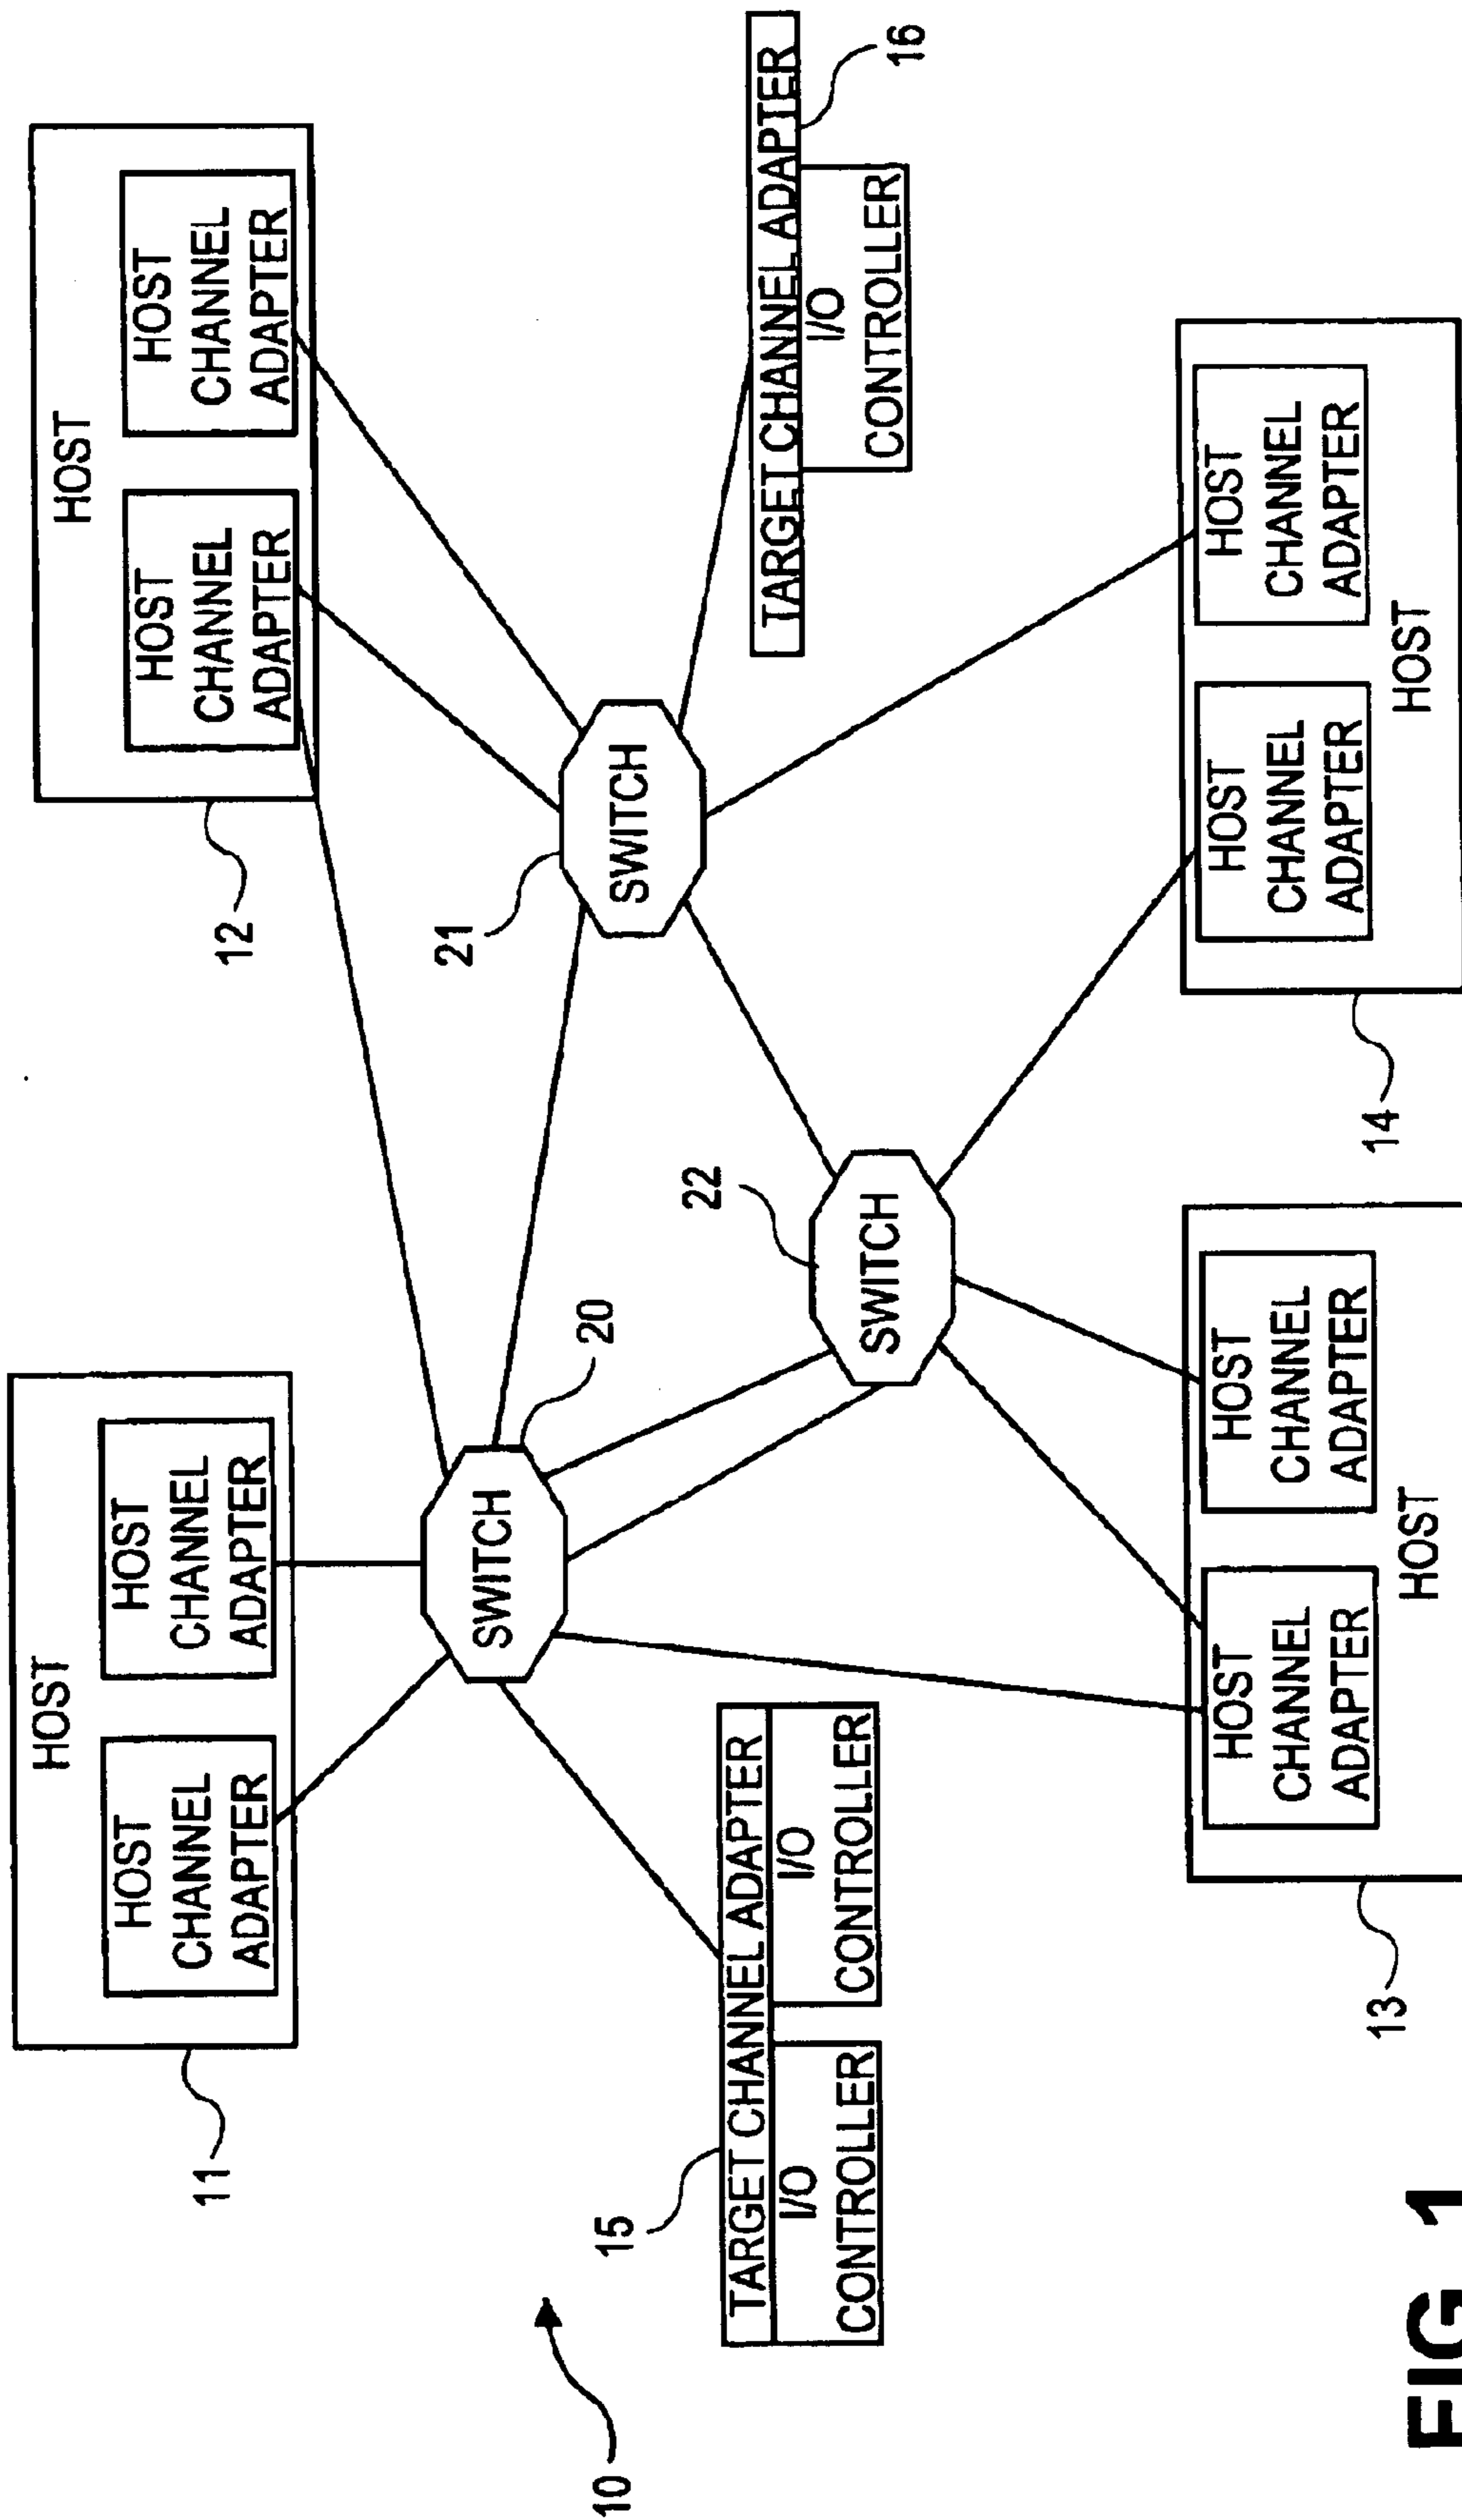 HOST
HOST
CHANNEL
ADAPTER
HOST
CHANNEL
ADAPTER
11
HOST
HOST
CHANNEL
ADAPTER
HOST
CHANNEL
ADAPTER
12
21
SWITCH
20
SWITCH
10
15
TARGET CHANNEL ADAPTER
I/O
CONTROLLER
I/O
CONTROLLER
22
SWITCH
TARGET CHANNEL ADAPTER
I/O
CONTROLLER
16
HOST
CHANNEL
ADAPTER
HOST
CHANNEL
ADAPTER
HOST
13
HOST
CHANNEL
ADAPTER
HOST
CHANNEL
ADAPTER
HOST
14
FIG. 1